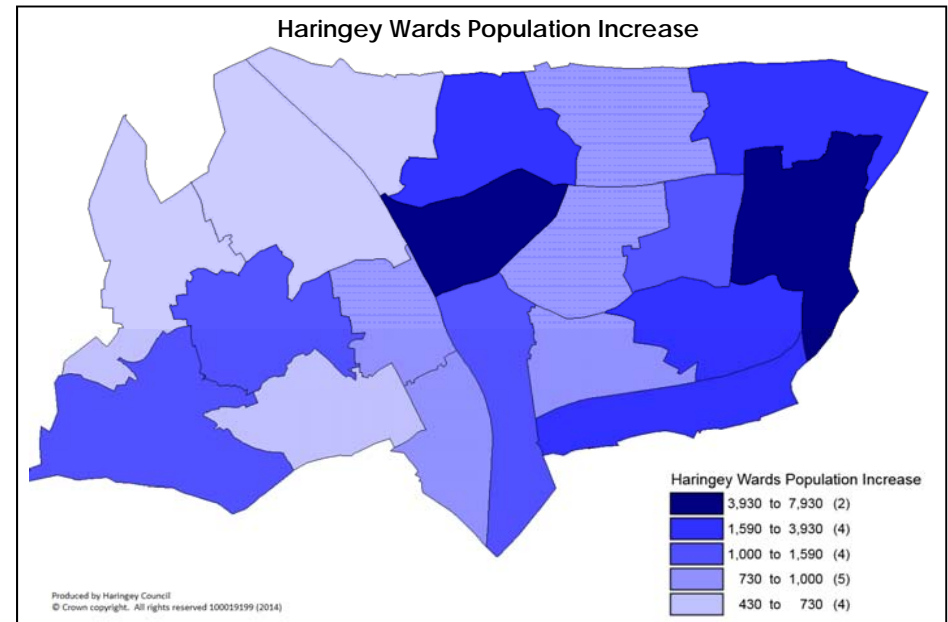 Haringey Wards Population Increase
Haringey Wards Population Increase
3,930 to 7,930 (2)
1,590 to 3,930 (4)
1,000 to 1,590 (4)
730 to 1,000 (5)
430 to 730 (4)
Produced by Haringey Council
© Crown copyright. All rights reserved 100019199 (2014)